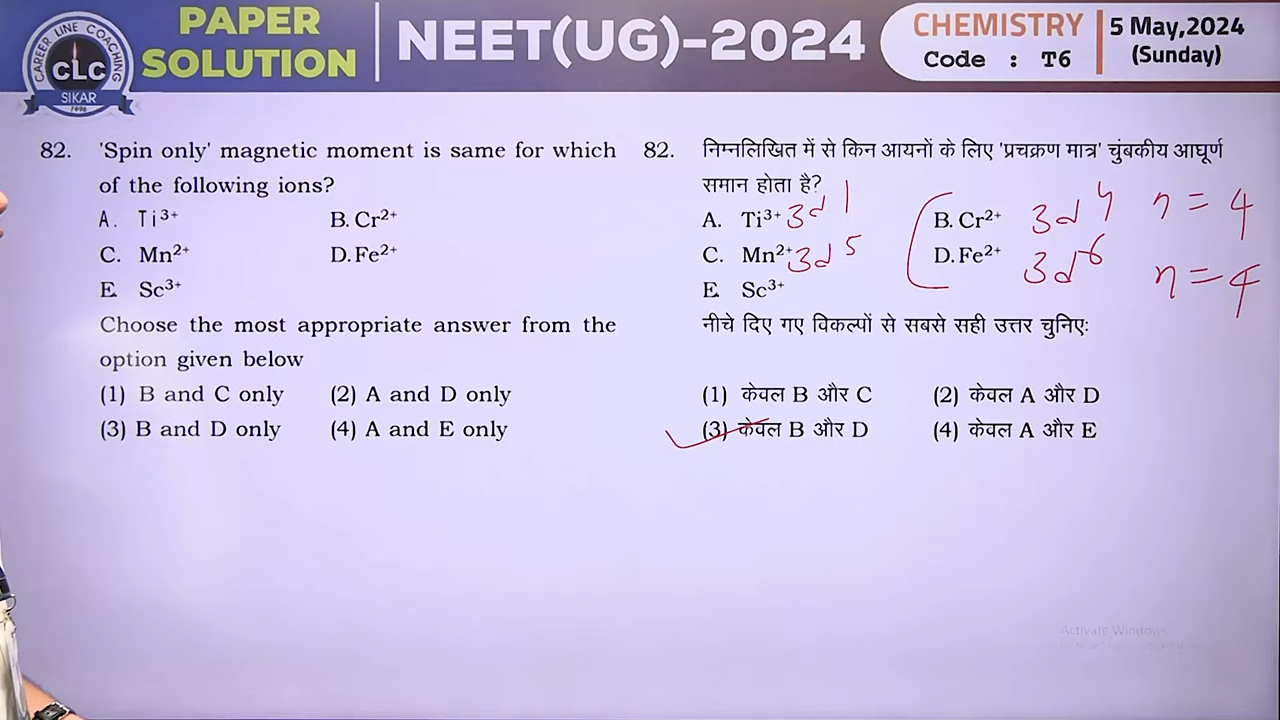 CAREER LINE COACHING
CLC
SIKAR
1996
PAPER
SOLUTION
NEET(UG)-2024
CHEMISTRY
Code : T6
5 May,2024
(Sunday)
82. 'Spin only' magnetic moment is same for which
of the following ions?
A. Ti³⁺ B. Cr²⁺
C. Mn²⁺ D. Fe²⁺
E. Sc³⁺
Choose the most appropriate answer from the
option given below
(1) B and C only (2) A and D only
(3) B and D only (4) A and E only
82. निम्नलिखित में से किन आयनों के लिए 'प्रचक्रण मात्र' चुंबकीय आघूर्ण
समान होता है?
A. Ti³⁺ 3d¹ B. Cr²⁺ 3d⁴ n = 4
C. Mn²⁺ 3d⁵ D. Fe²⁺ 3d⁶ n = 4
E. Sc³⁺
नीचे दिए गए विकल्पों से सबसे सही उत्तर चुनिए:
(1) केवल B और C (2) केवल A और D
(3) केवल B और D (4) केवल A और E
Activate Windows